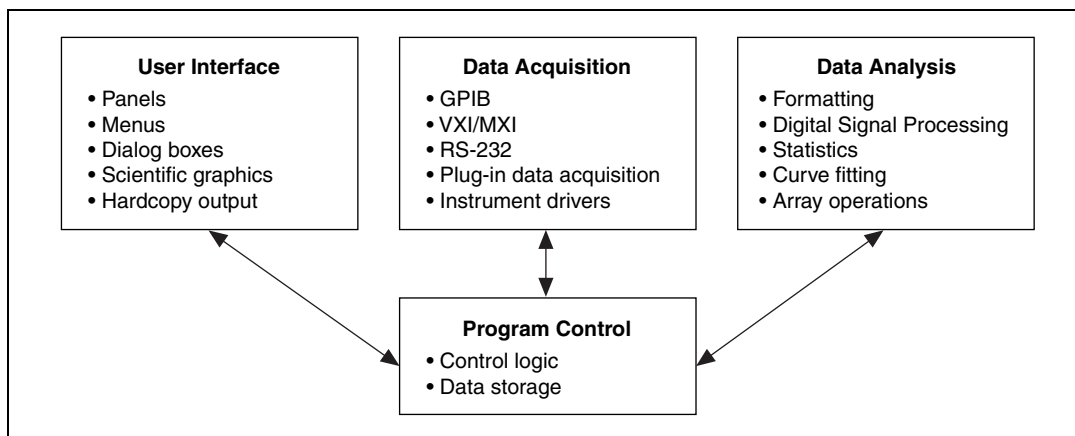 User Interface
• Panels
• Menus
• Dialog boxes
• Scientific graphics
• Hardcopy output
Data Acquisition
• GPIB
• VXI/MXI
• RS-232
• Plug-in data acquisition
• Instrument drivers
Data Analysis
• Formatting
• Digital Signal Processing
• Statistics
• Curve fitting
• Array operations
Program Control
• Control logic
• Data storage